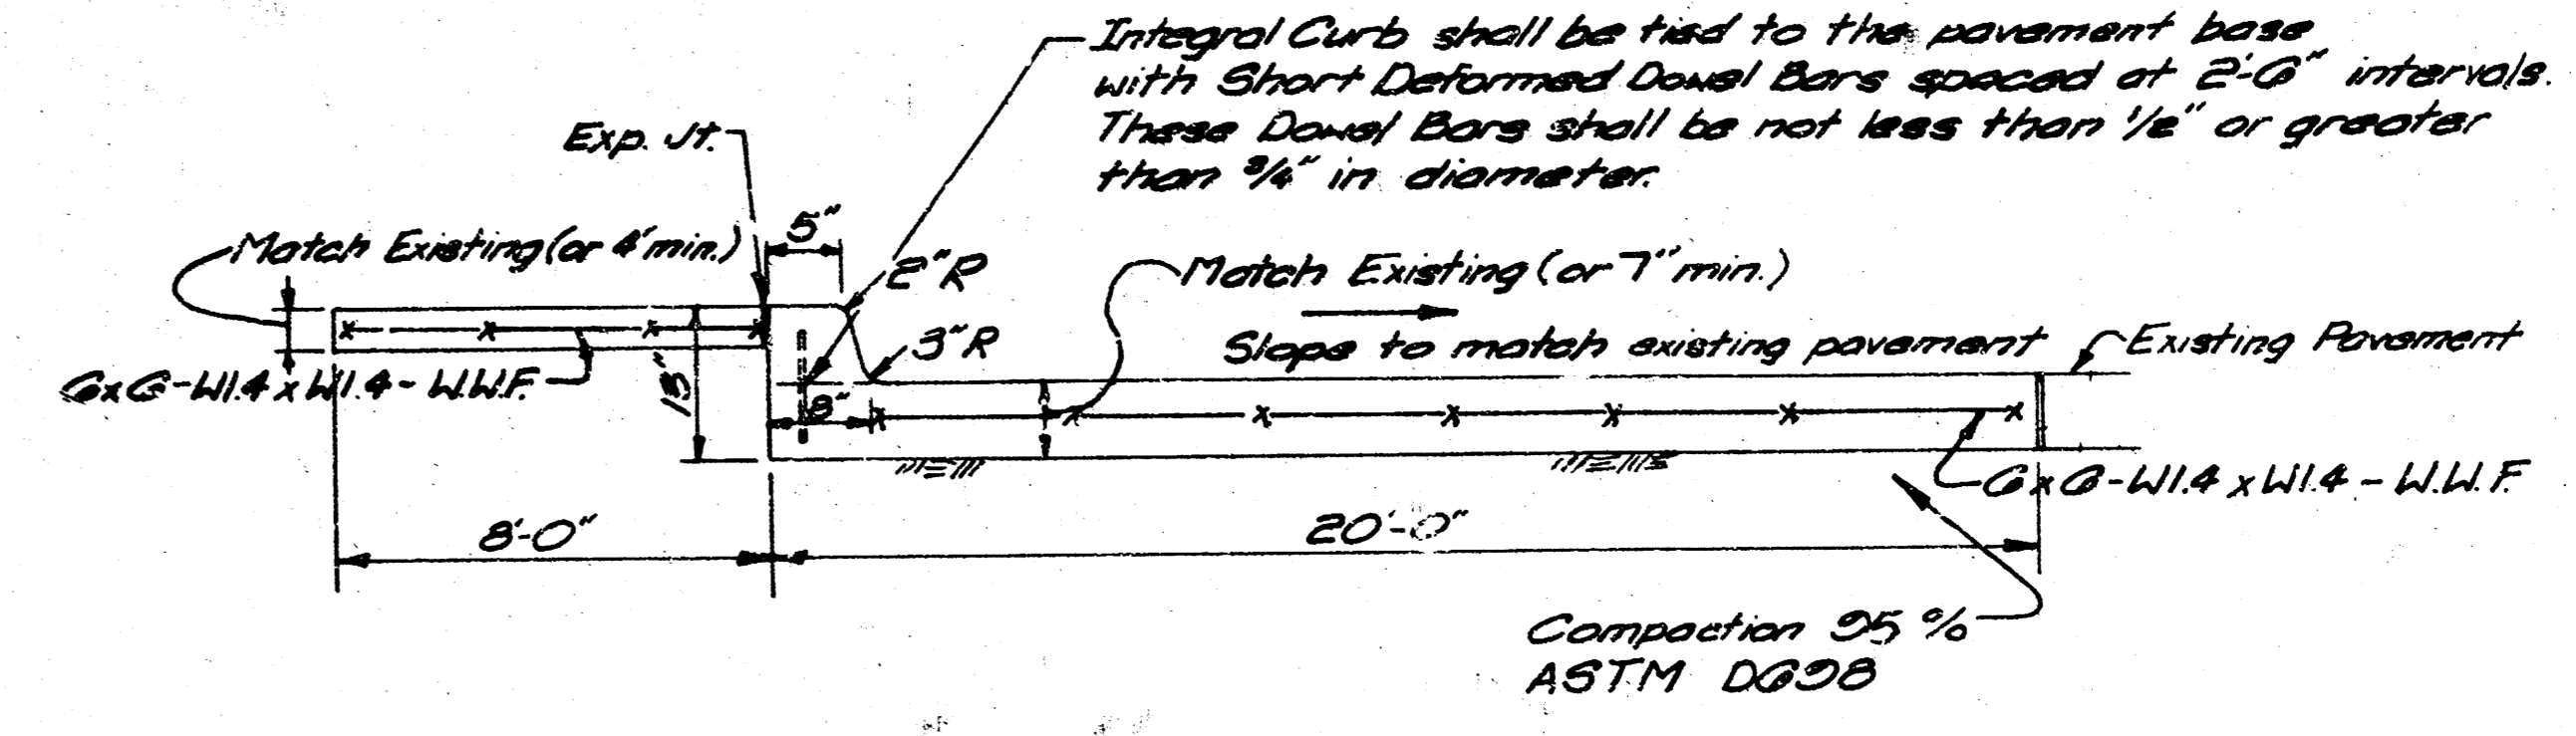 Integral Curb shall be tied to the pavement base
with Short Deformed Dowel Bars spaced at 2'-6" intervals.
These Dowel Bars shall be not less than 1/2" or greater
than 3/4" in diameter.
Exp. Jt.
5"
Match Existing (or 4' min.)
2" R
Match Existing (or 7" min.)
3" R
Slope to match existing pavement
Existing Pavement
6x6-W1.4 x W1.4 - W.W.F.
13"
8"
6x6-W1.4 x W1.4 - W.W.F.
8'-0"
20'-0"
Compaction 95 %
ASTM D698